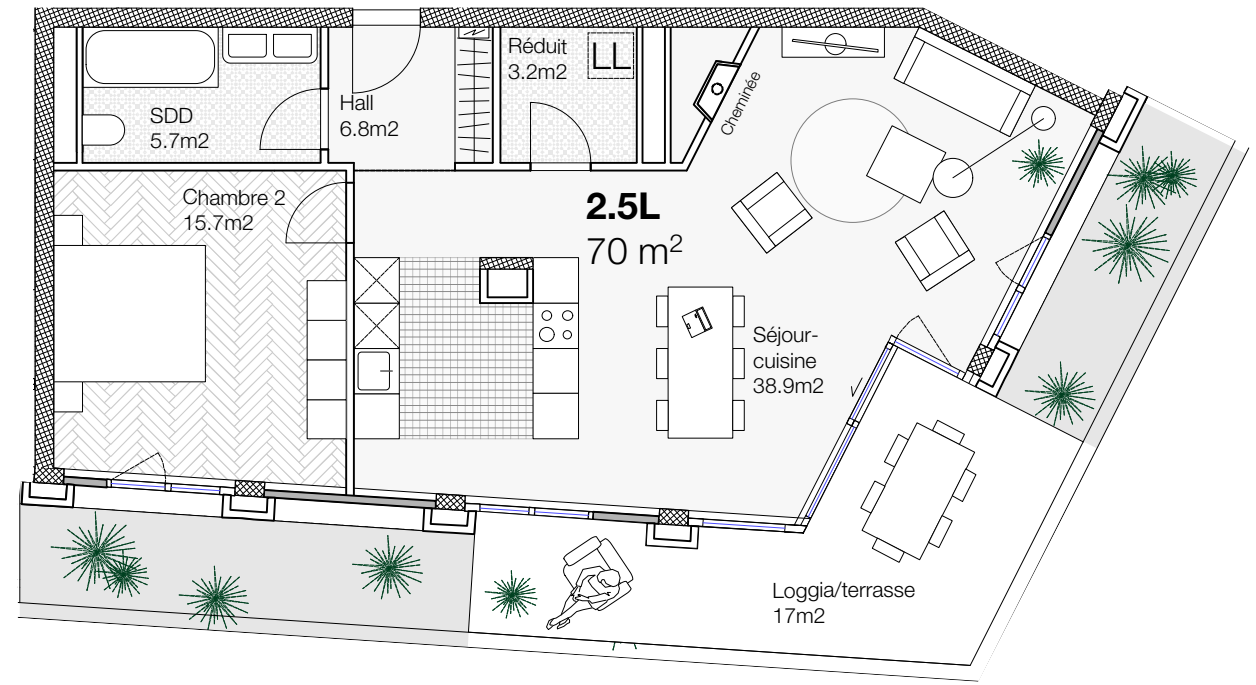 Réduit
3.2m2
LL
SDD
5.7m2
Hall
6.8m2
Cheminée
Chambre 2
15.7m2
2.5L
70 m²
Séjour-
cuisine
38.9m2
Loggia/terrasse
17m2